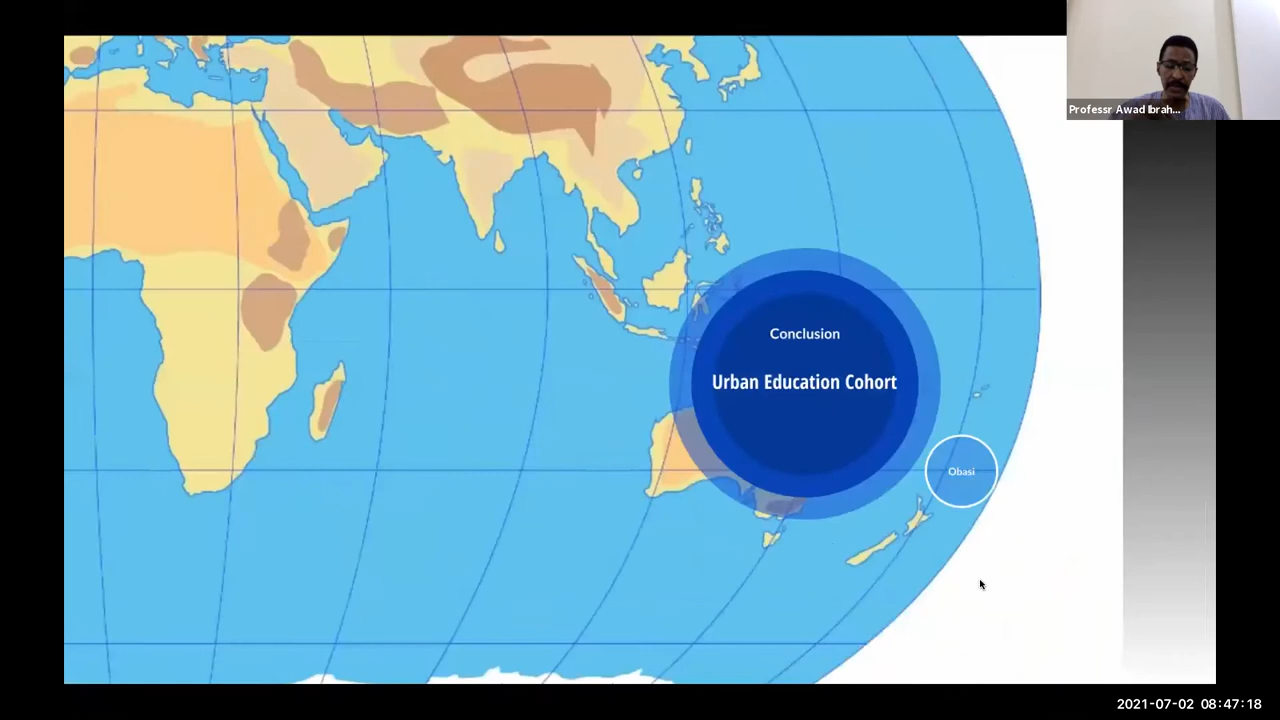 Professr Awad Ibrah...
Conclusion
Urban Education Cohort
Obasi
2021-07-02 08:47:18